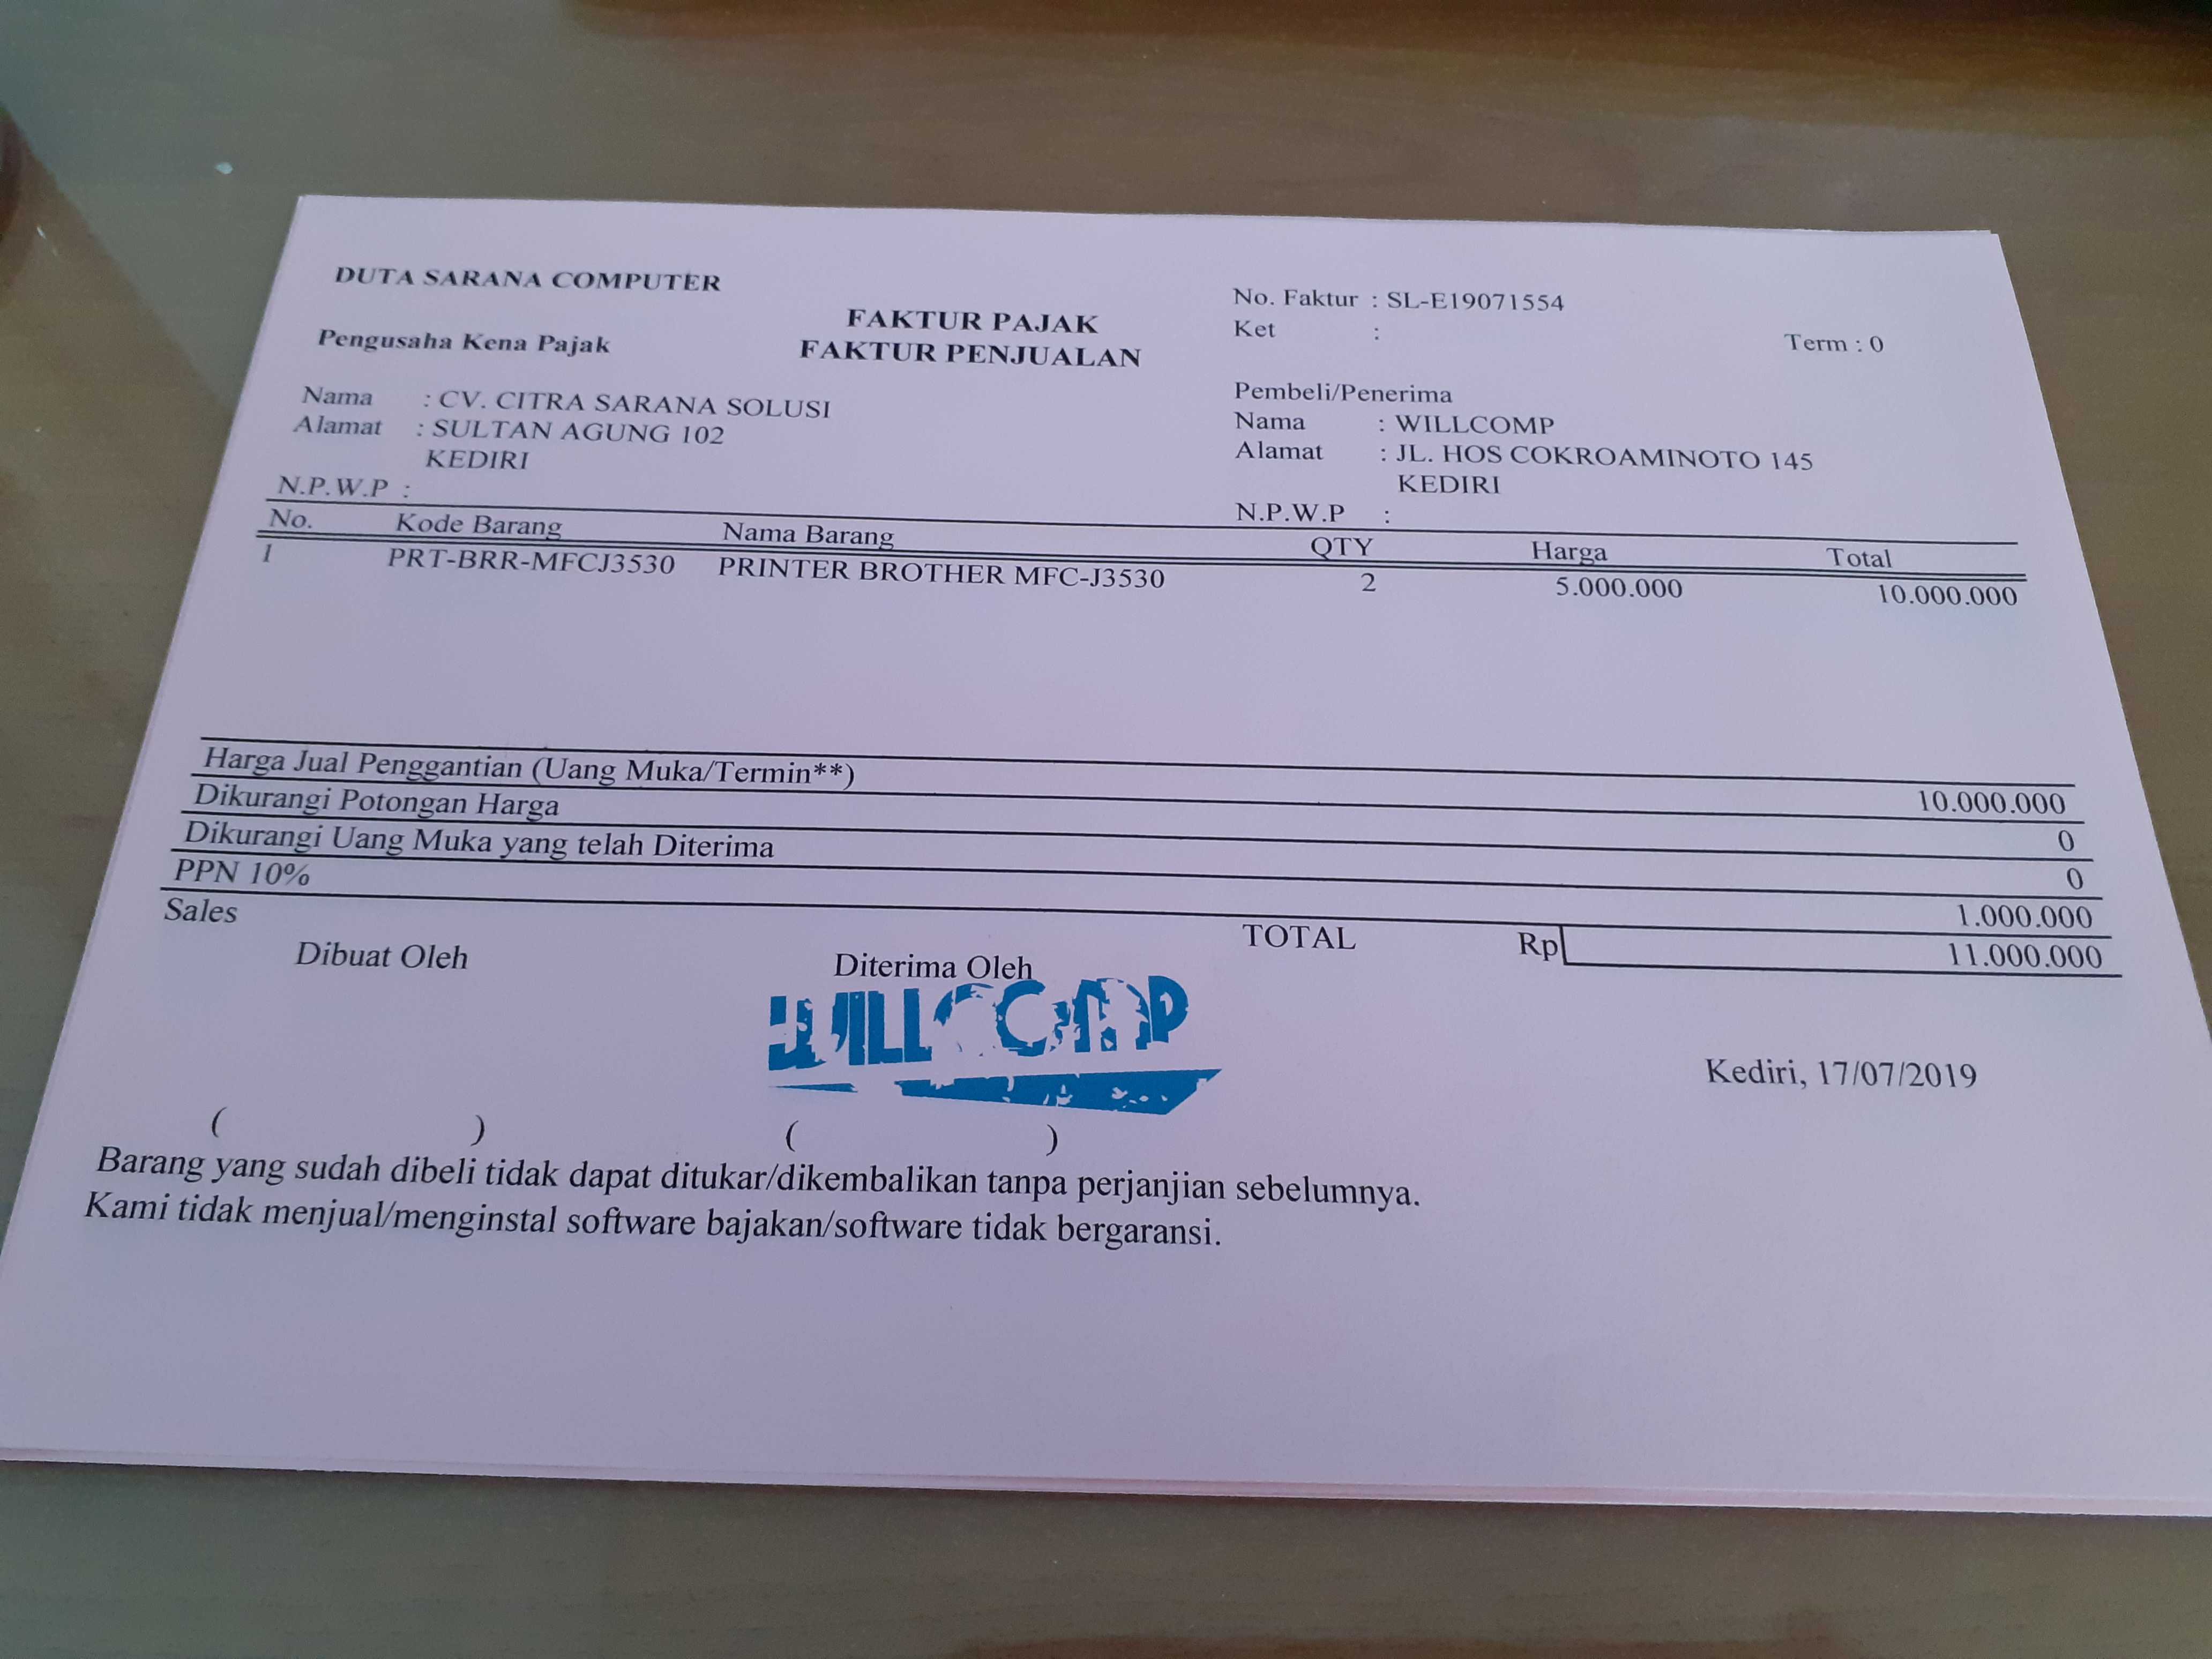 DUTA SARANA COMPUTER
FAKTUR PAJAK
FAKTUR PENJUALAN
Pengusaha Kena Pajak
Nama : CV. CITRA SARANA SOLUSI
Alamat : SULTAN AGUNG 102
KEDIRI
N.P.W.P :
No. Faktur : SL-E19071554
Ket :
Term : 0
Pembeli/Penerima
Nama : WILLCOMP
Alamat : JL. HOS COKROAMINOTO 145
KEDIRI
N.P.W.P :
No. Kode Barang Nama Barang QTY Harga Total
1 PRT-BRR-MFCJ3530 PRINTER BROTHER MFC-J3530 2 5.000.000 10.000.000
Harga Jual Penggantian (Uang Muka/Termin**) 10.000.000
Dikurangi Potongan Harga 0
Dikurangi Uang Muka yang telah Diterima 0
PPN 10% 1.000.000
Sales TOTAL Rp 11.000.000
Dibuat Oleh Diterima Oleh
WILLCOMP
Kediri, 17/07/2019
( ) ( )
Barang yang sudah dibeli tidak dapat ditukar/dikembalikan tanpa perjanjian sebelumnya.
Kami tidak menjual/menginstal software bajakan/software tidak bergaransi.